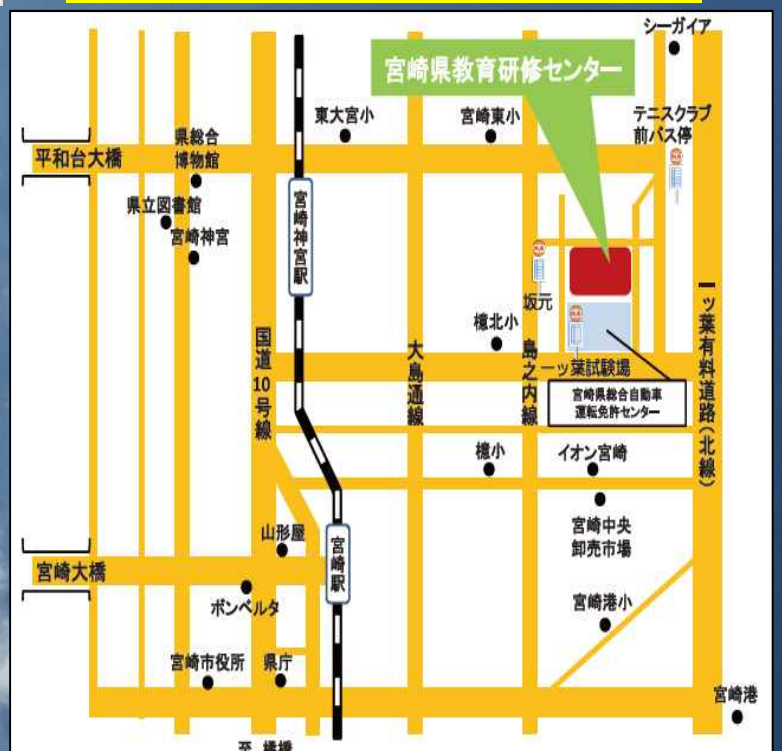 シーガイア
宮崎県教育研修センター
東大宮小
宮崎東小
テニスクラブ
前バス停
平和台大橋
県総合
博物館
県立図書館
宮崎神宮
宮崎神宮駅
坂元
檍北小
国道10号線
大島通線
島之内線
一ッ葉試験場
一ッ葉有料道路(北線)
宮崎県総合自動車
運転免許センター
檍小
イオン宮崎
宮崎中央
卸売市場
山形屋
宮崎駅
宮崎大橋
ボンベルタ
宮崎港小
宮崎市役所
県庁
宮崎港
至 橘橋